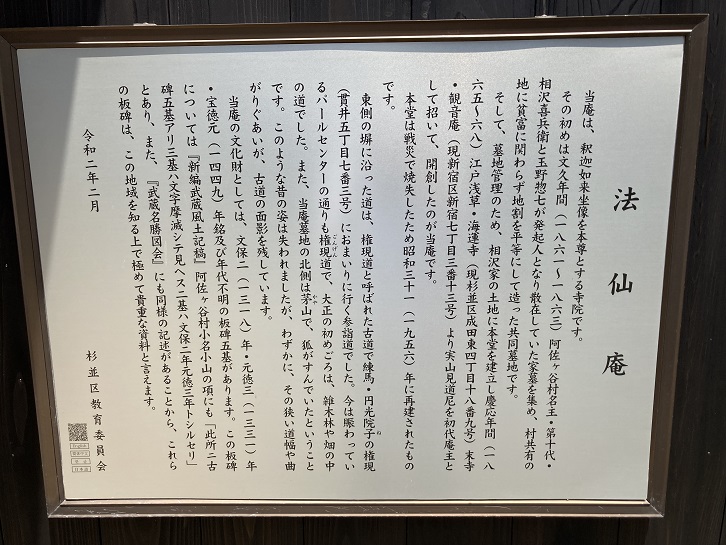 法仙庵
当庵は、釈迦如来坐像を本尊とする寺院です。
その初めは文久年間（一八六一～一八六三）阿佐ヶ谷村名主・第十代・
相沢喜兵衛と玉野惣七が発起人となり散在していた家墓を集め、村共有の
地に貧富に関わらず地割を平等にして造った共同墓地です。
そして、墓地管理のため、相沢家の土地に本堂を建立し慶応年間（一八
六五～六八）江戸浅草・海運寺（現杉並区成田東四丁目十八番九号）末寺
・観音庵（現新宿区新宿七丁目三番十三号）より実山見道尼を初代庵主と
して招いて、開創したのが当庵です。
本堂は戦災で焼失したため昭和三十一（一九五六）年に再建されたもの
です。
東側の塀に沿った道は、権現道と呼ばれた古道で練馬・円光院子の権現
（貫井五丁目七番三号）におまいりに行く参詣道でした。今は賑わってい
るパールセンターの通りも権現道で、大正の初めごろは、雑木林や畑の中
の道でした。また、当庵墓地の北側は茅山で、狐がすんでいたということ
です。このような昔の姿は失われましたが、わずかに、その狭い道幅や曲
がりぐあいが、古道の面影を残しています。
当庵の文化財としては、文保二（一三一八）年・元徳三（一三三一）年
・宝徳元（一四四九）年銘及び年代不明の板碑五基があります。この板碑
については『新編武蔵風土記稿』阿佐ヶ谷村小名小山の項にも「此所ニ古
碑五基アリ三基ハ文字摩滅シテ見ヘス二基ハ文保二年元徳三年トシルセリ」
とあり、また、『武蔵名勝図会』にも同様の記述があることから、これら
の板碑は、この地域を知る上で極めて貴重な資料と言えます。
令和二年二月
杉並区教育委員会